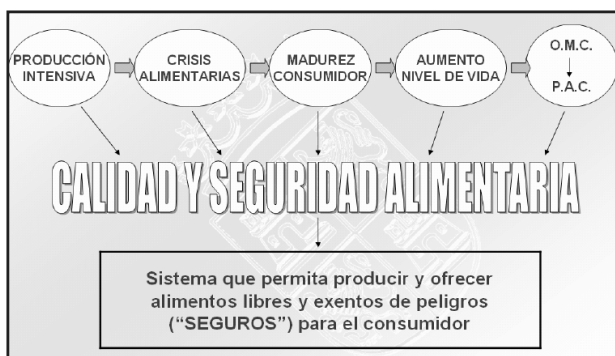 PRODUCCIÓN
INTENSIVA
CRISIS
ALIMENTARIAS
MADUREZ
CONSUMIDOR
AUMENTO
NIVEL DE VIDA
O.M.C.
P.A.C.
CALIDAD Y SEGURIDAD ALIMENTARIA
Sistema que permita producir y ofrecer
alimentos libres y exentos de peligros
(“SEGUROS”) para el consumidor